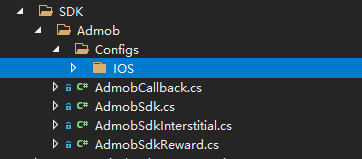 SDK
Admob
Configs
IOS
C# AdmobCallback.cs
C# AdmobSdk.cs
C# AdmobSdkInterstitial.cs
C# AdmobSdkReward.cs